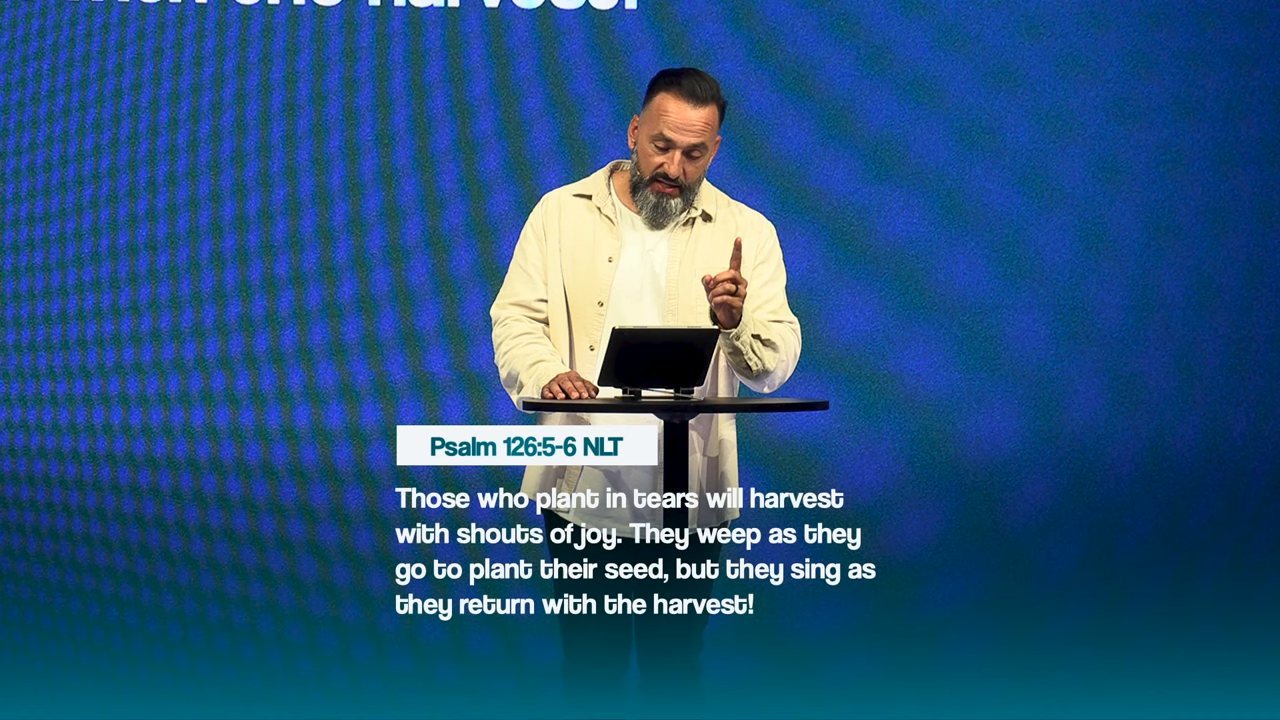 harvest!
Psalm 126:5-6 NLT
Those who plant in tears will harvest
with shouts of joy. They weep as they
go to plant their seed, but they sing as
they return with the harvest!